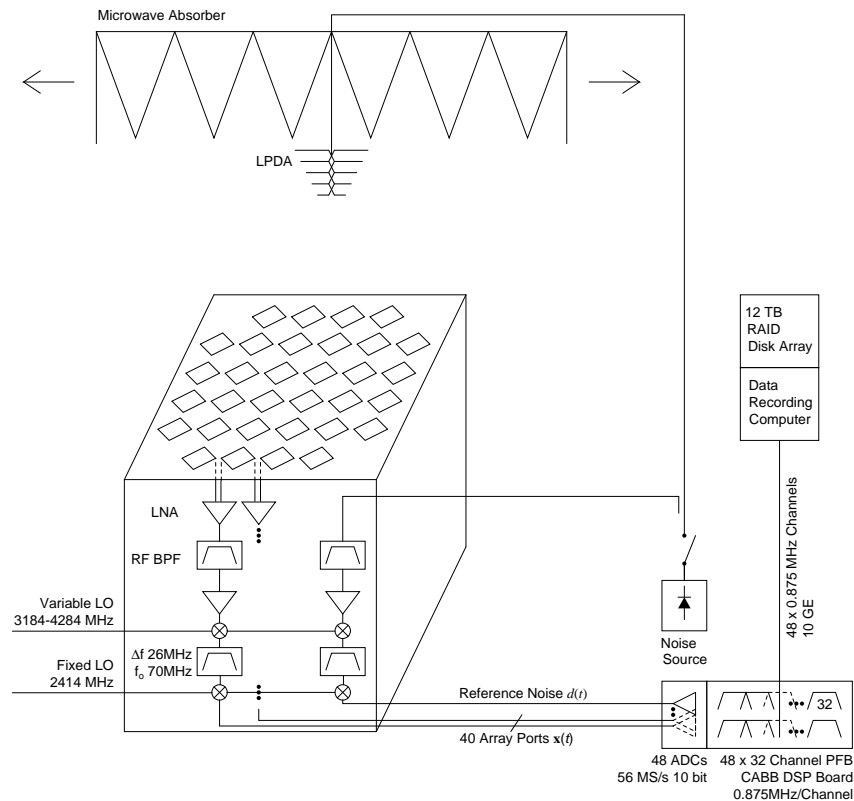 Microwave Absorber
LPDA
12 TB
RAID
Disk Array
Data
Recording
Computer
LNA
RF BPF
48 x 0.875 MHz Channels
10 GE
Variable LO
3184-4284 MHz
Δf 26MHz
fₒ 70MHz
Noise
Source
Fixed LO
2414 MHz
Reference Noise d(t)
32
40 Array Ports x(t)
48 ADCs
56 MS/s 10 bit
48 x 32 Channel PFB
CABB DSP Board
0.875MHz/Channel